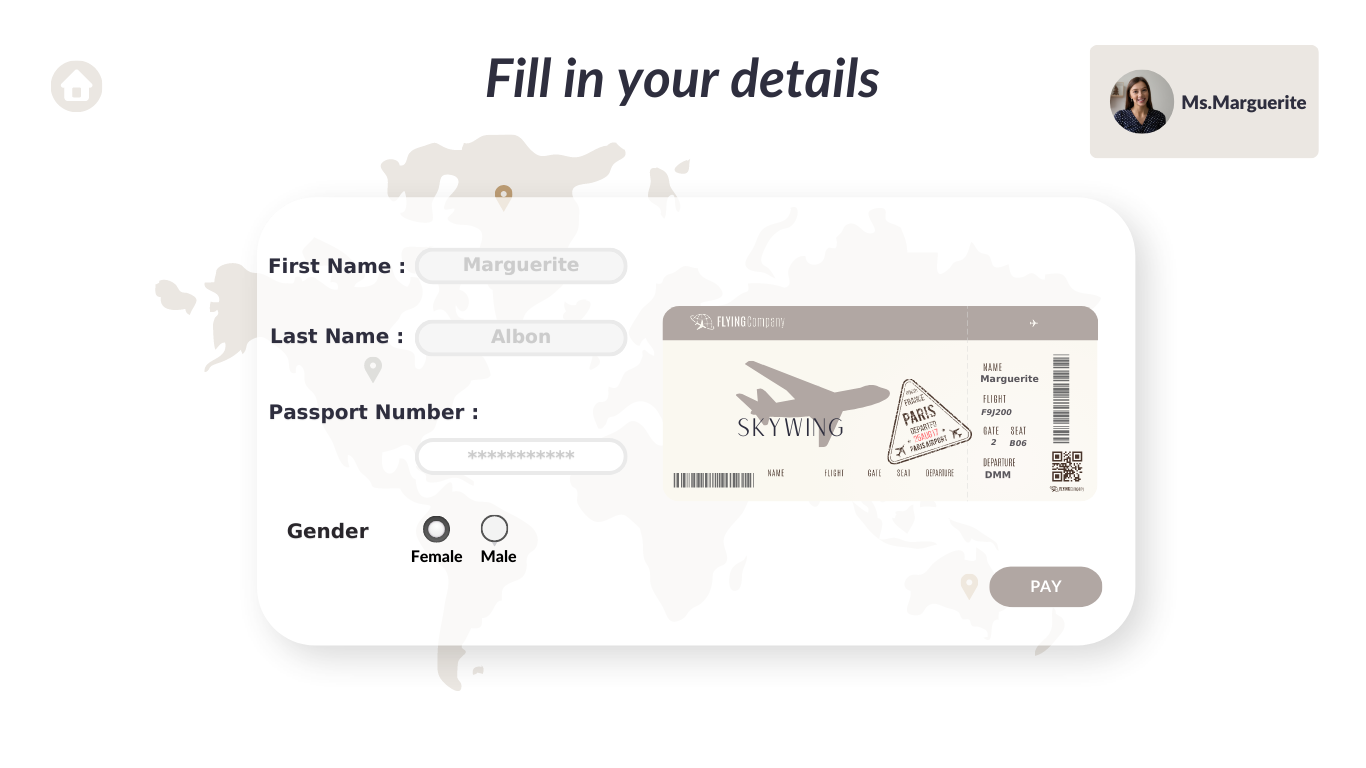 Fill in your details
Ms.Marguerite
First Name :
Marguerite
Last Name :
Albon
Passport Number :
***********
Gender
Female
Male
FLYINGCompany
SKYWING
FRANCE
PARIS
DEPARTED
PARIS AIRPORT
NAME
FLIGHT
GATE
SEAT
DEPARTURE
NAME
Marguerite
FLIGHT
F9J200
GATE SEAT
2 B06
DEPARTURE
DMM
FLYINGCompany
PAY